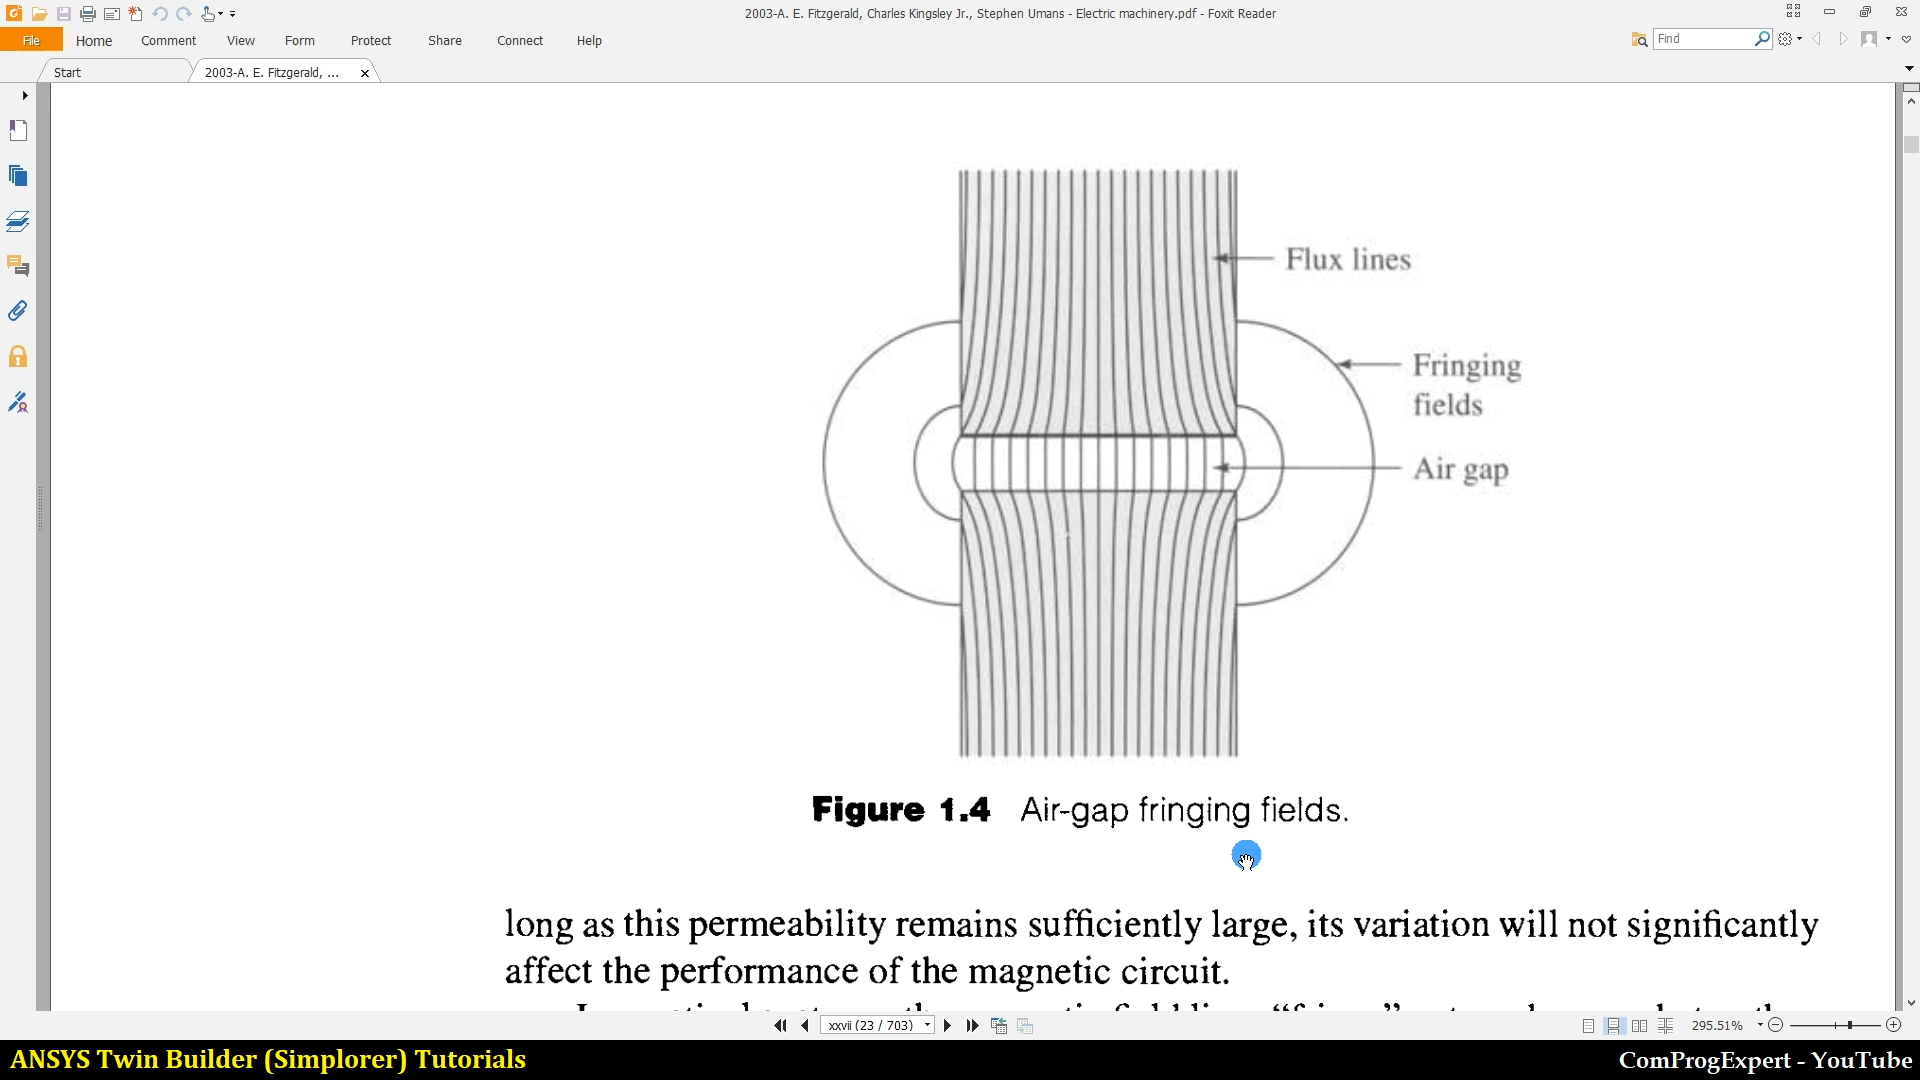 2003-A. E. Fitzgerald, Charles Kingsley Jr., Stephen Umans - Electric machinery.pdf - Foxit Reader
File Home Comment View Form Protect Share Connect Help
Find
Start
2003-A. E. Fitzgerald, ...
Flux lines
Fringing
fields
Air gap
Figure 1.4 Air-gap fringing fields.
long as this permeability remains sufficiently large, its variation will not significantly
affect the performance of the magnetic circuit.
xxvii (23 / 703)
295.51%
ANSYS Twin Builder (Simplorer) Tutorials
ComProgExpert - YouTube